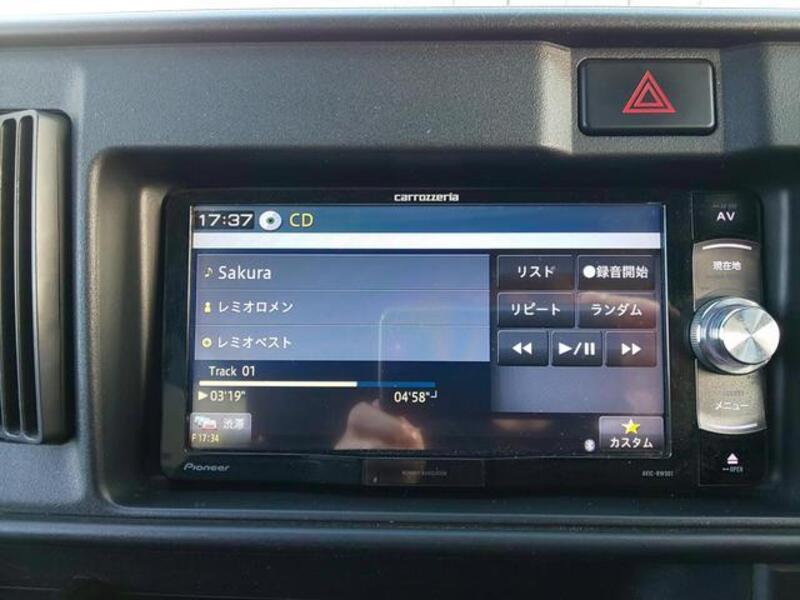 carrozzeria
17:37 CD
AV
現在地
Sakura
レミオロメン
レミオベスト
Track 01
▶03'19" 04'58"
リスト ●録音開始
リピート ランダム
◀◀ ▶/❚❚ ▶▶
渋滞
F 17:34
カスタム
メニュー
OPEN
Pioneer